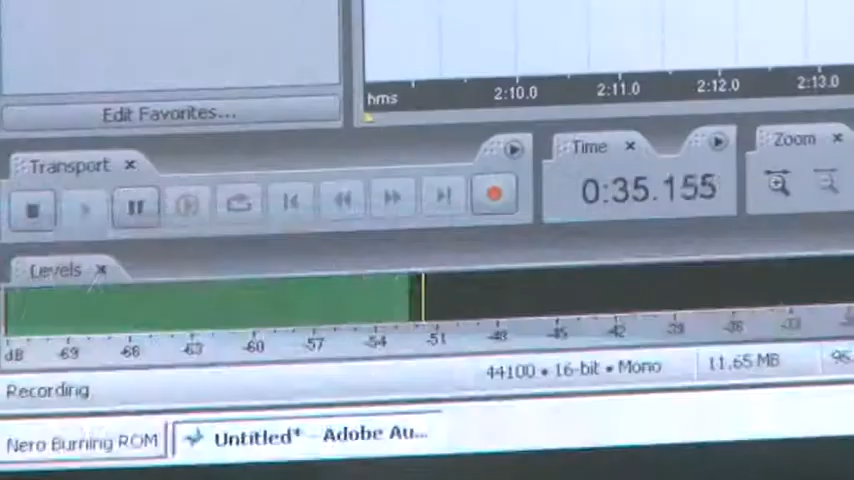 hms 2:10.0 2:11.0 2:12.0 2:13.0
Edit Favorites...
Transport
Time
Zoom
0:35.155
Levels
dB -69 -66 -63 -60 -57 -54 -51 -48 -45 -42 -39 -36 -33
Recording
44100 • 16-bit • Mono
11.65 MB
Nero Burning ROM
Untitled* - Adobe Au...